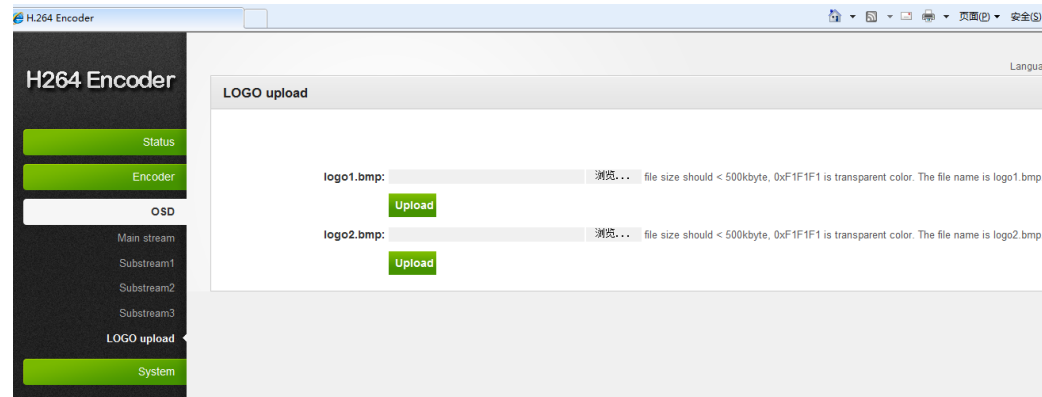 H.264 Encoder
页面(P)
安全(S)
H264 Encoder
Status
Encoder
OSD
Main stream
Substream1
Substream2
Substream3
LOGO upload
System
LOGO upload
logo1.bmp:
浏览...
file size should < 500kbyte, 0xF1F1F1 is transparent color. The file name is logo1.bmp
Upload
logo2.bmp:
浏览...
file size should < 500kbyte, 0xF1F1F1 is transparent color. The file name is logo2.bmp
Upload